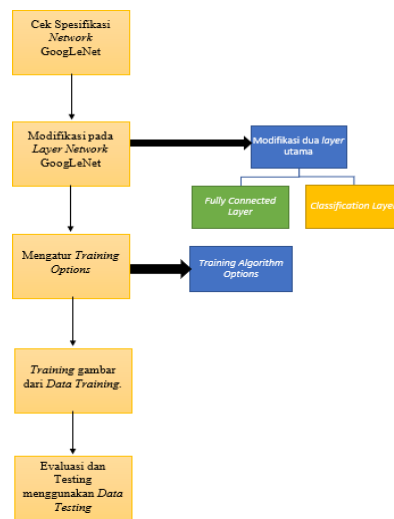 Cek Spesifikasi
Network
GoogLeNet
Modifikasi pada
Layer Network
GoogLeNet
Modifikasi dua layer
utama
Fully Connected
Layer
Classification Laye
Mengatur Training
Options
Training Algorithm
Options
Training gambar
dari Data Training.
Evaluasi dan
Testing
menggunakan Data
Testing